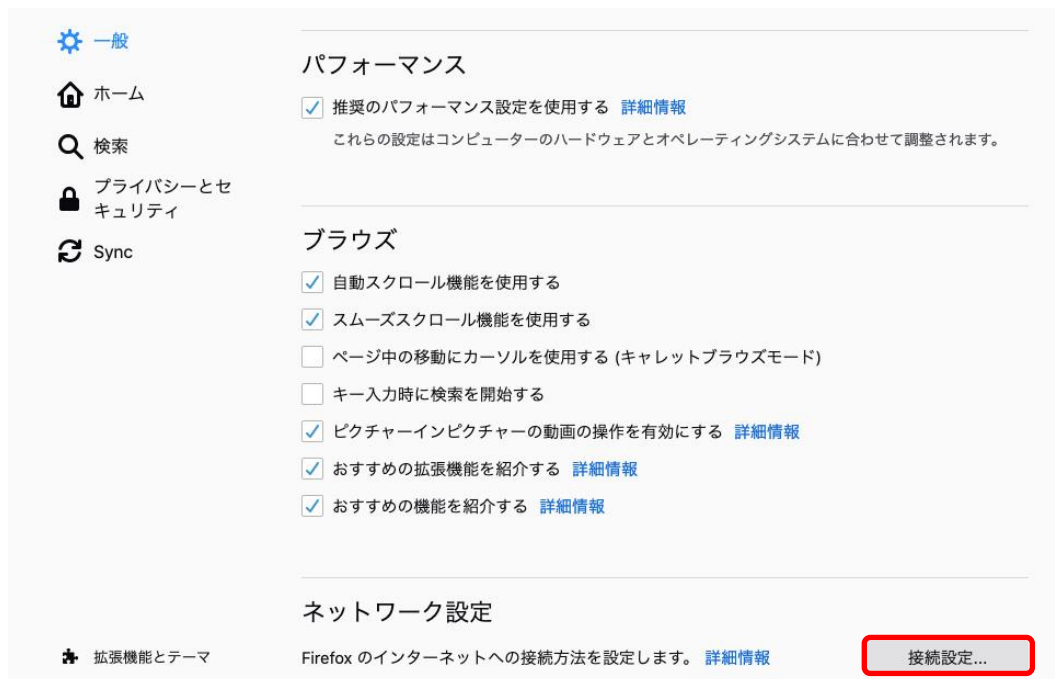 一般
ホーム
検索
プライバシーとセ
キュリティ
Sync
拡張機能とテーマ
パフォーマンス
推奨のパフォーマンス設定を使用する 詳細情報
これらの設定はコンピューターのハードウェアとオペレーティングシステムに合わせて調整されます。
ブラウズ
自動スクロール機能を使用する
スムーズスクロール機能を使用する
ページ中の移動にカーソルを使用する (キャレットブラウズモード)
キー入力時に検索を開始する
ピクチャーインピクチャーの動画の操作を有効にする 詳細情報
おすすめの拡張機能を紹介する 詳細情報
おすすめの機能を紹介する 詳細情報
ネットワーク設定
Firefox のインターネットへの接続方法を設定します。 詳細情報
接続設定...